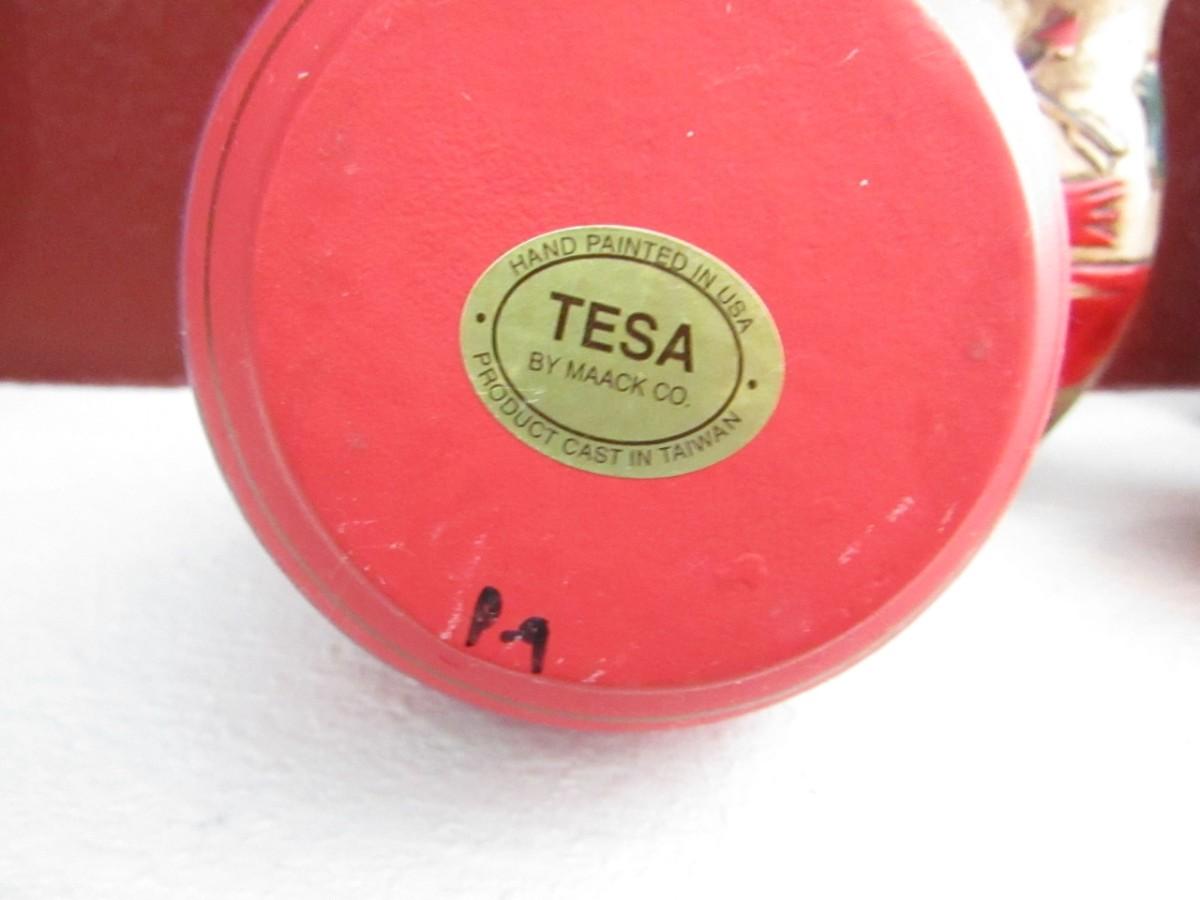 HAND PAINTED IN USA
TESA
BY MAACK CO.
PRODUCT CAST IN TAIWAN